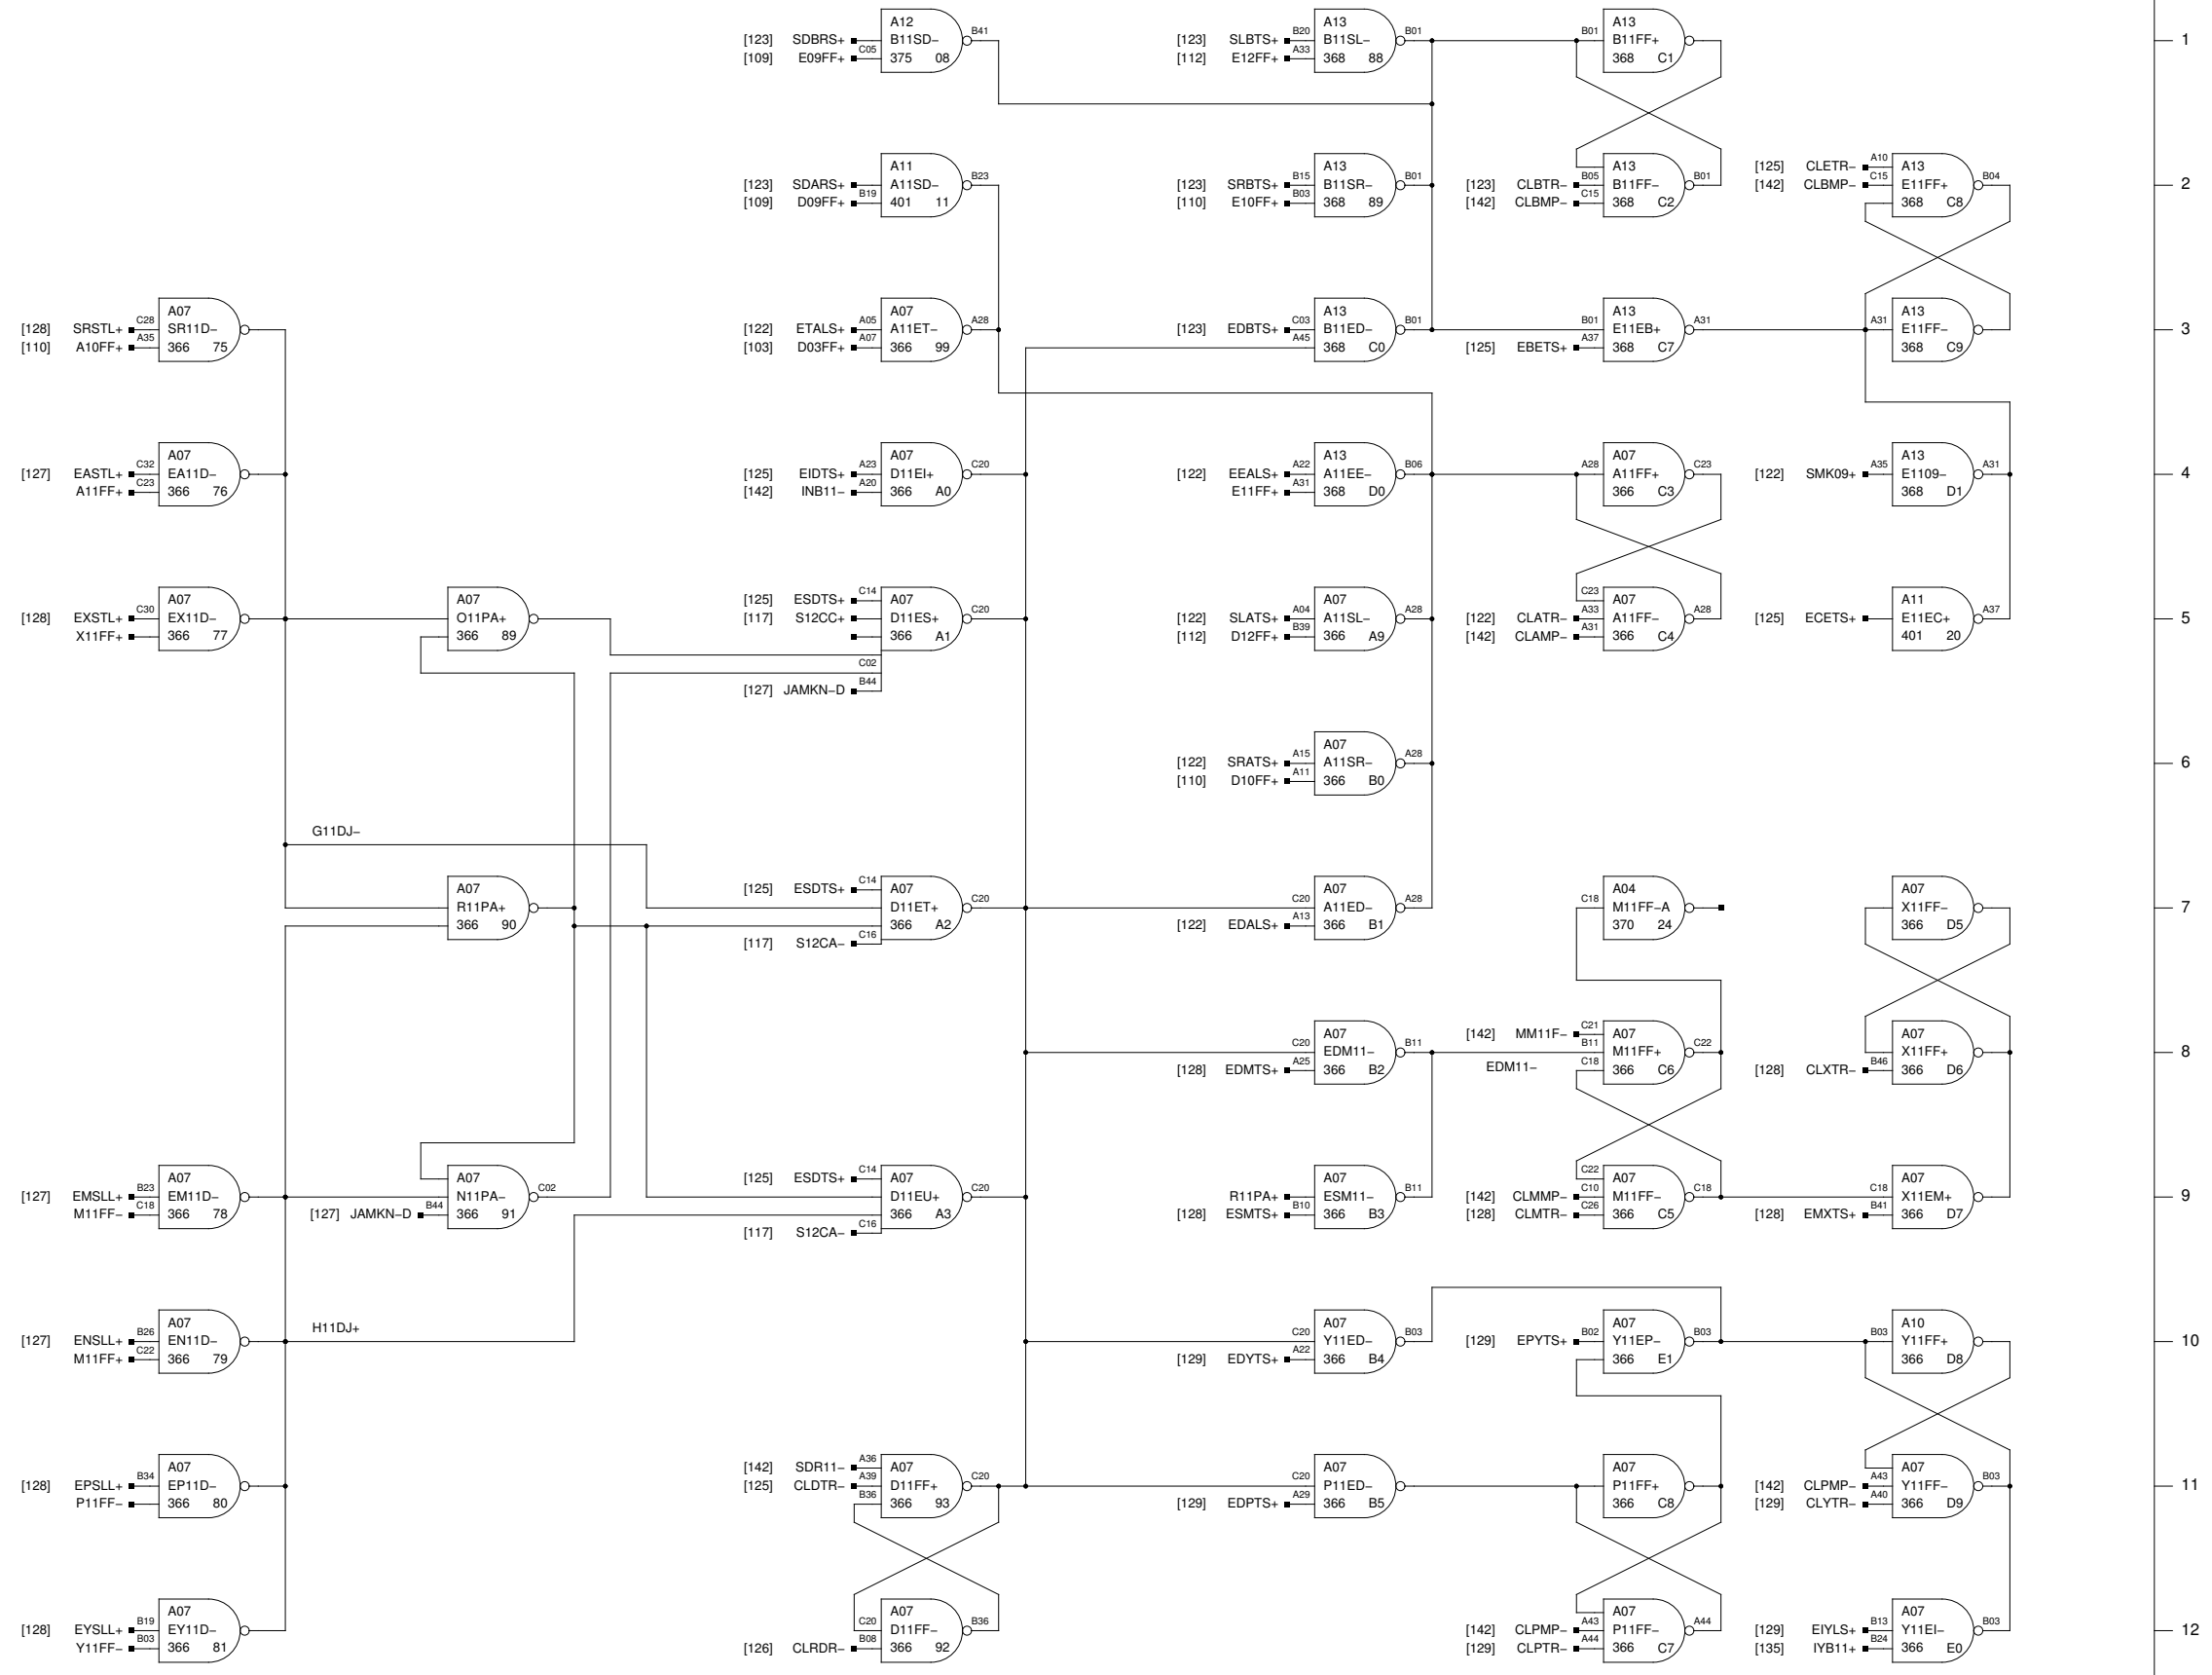 A12
[123] SDBRS+ B11SD− B41
[109] E09FF+ C05 375 08
A13
[123] SLBTS+ B20 B11SL− B01
[112] E12FF+ A33 368 88
A13
B01 B11FF+
368 C1
1
A11
[123] SDARS+ A11SD− B23
[109] D09FF+ B19 401 11
A13
[123] SRBTS+ B15 B11SR− B01
[110] E10FF+ B03 368 89
A13
[123] CLBTR− B05 B11FF− B01
[142] CLBMP− C15 368 C2
[125] CLETR− A10 A13
[142] CLBMP− C15 E11FF+ B04
368 C8
2
A07
[128] SRSTL+ C28 SR11D−
[110] A10FF+ A35 366 75
A07
[122] ETALS+ A05 A11ET− A28
[103] D03FF+ A07 366 99
A13
[123] EDBTS+ C03 B11ED− B01
A45 368 C0
A13
B01 E11EB+ A31
[125] EBETS+ A37 368 C7
A13
A31 E11FF−
368 C9
3
A07
[127] EASTL+ C32 EA11D−
A11FF+ C23 366 76
A07
[125] EIDTS+ A23 D11EI+ C20
[142] INB11− A20 366 A0
A13
[122] EEALS+ A22 A11EE− B06
E11FF+ A31 368 D0
A07
A28 A11FF+ C23
366 C3
A13
[122] SMK09+ A35 E1109− A31
368 D1
4
A07
[128] EXSTL+ C30 EX11D−
X11FF+ 366 77
A07
O11PA+
366 89
[125] ESDTS+ C14 A07
[117] S12CC+ D11ES+ C20
366 A1
C02
[127] JAMKN−D B44
A07
[122] SLATS+ A04 A11SL− A28
[112] D12FF+ B39 366 A9
C23 A07
[122] CLATR− A33 A11FF− A28
[142] CLAMP− A31 366 C4
A11
[125] ECETS+ E11EC+ A37
401 20
5
A07
[122] SRATS+ A15 A11SR− A28
[110] D10FF+ A11 366 B0
6
G11DJ−
A07
R11PA+
366 90
[125] ESDTS+ C14 A07
D11ET+ C20
366 A2
[117] S12CA− C16
A07
C20 A11ED− A28
[122] EDALS+ A13 366 B1
A04
C18 M11FF−A
370 24
A07
X11FF−
366 D5
7
A07
C20 EDM11− B11
[128] EDMTS+ A25 366 B2
EDM11−
[142] MM11F− C21 A07
B11 M11FF+ C22
C18 366 C6
A07
X11FF+
[128] CLXTR− B46 366 D6
8
A07
[127] EMSLL+ B23 EM11D−
M11FF− C18 366 78
A07
N11PA− C02
[127] JAMKN−D B44 366 91
[125] ESDTS+ C14 A07
D11EU+ C20
366 A3
[117] S12CA− C16
A07
R11PA+ ESM11− B11
[128] ESMTS+ B10 366 B3
C22 A07
[142] CLMMP− C10 M11FF− C18
[128] CLMTR− C26 366 C5
A07
C18 X11EM+
[128] EMXTS+ B41 366 D7
9
A07
[127] ENSLL+ B26 EN11D−
M11FF+ C22 366 79
H11DJ+
A07
C20 Y11ED− B03
[129] EDYTS+ A22 366 B4
A07
[129] EPYTS+ B02 Y11EP− B03
366 E1
A10
B03 Y11FF+
366 D8
10
A07
[128] EPSLL+ B34 EP11D−
P11FF− 366 80
[142] SDR11− A36 A07
[125] CLDTR− A39 D11FF+ C20
B36 366 93
A07
C20 P11ED−
[129] EDPTS+ A29 366 B5
A07
P11FF+
366 C8
A07
[142] CLPMP− A43 Y11FF− B03
[129] CLYTR− A40 366 D9
11
A07
[128] EYSLL+ B19 EY11D−
Y11FF− B03 366 81
A07
C20 D11FF− B36
[126] CLRDR− B08 366 92
A07
[142] CLPMP− A43 P11FF− A44
[129] CLPTR− A44 366 C7
A07
[129] EIYLS+ B13 Y11EI− B03
[135] IYB11+ B24 366 E0
12